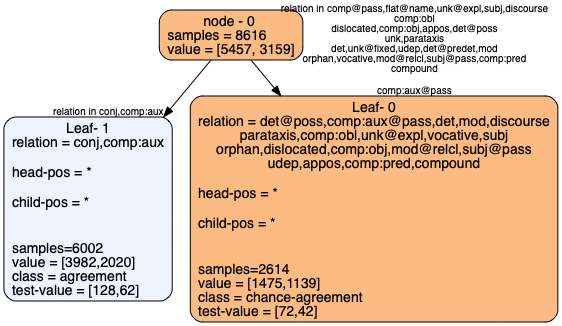 node - 0
samples = 8616
value = [5457, 3159]
relation in comp@pass,flat@name,unk@expl,subj,discourse
comp:obl
dislocated,comp:obj,appos,det@poss
unk,parataxis
det,unk@fixed,udep,det@predet,mod
orphan,vocative,mod@relcl,subj@pass,comp:pred
compound
comp:aux@pass
relation in conj,comp:aux
Leaf- 1
relation = conj,comp:aux
head-pos = *
child-pos = *
samples=6002
value = [3982,2020]
class = agreement
test-value = [128,62]
Leaf- 0
relation = det@poss,comp:aux@pass,det,mod,discourse
parataxis,comp:obl,unk@expl,vocative,subj
orphan,dislocated,comp:obj,mod@relcl,subj@pass
udep,appos,comp:pred,compound
head-pos = *
child-pos = *
samples=2614
value = [1475,1139]
class = chance-agreement
test-value = [72,42]